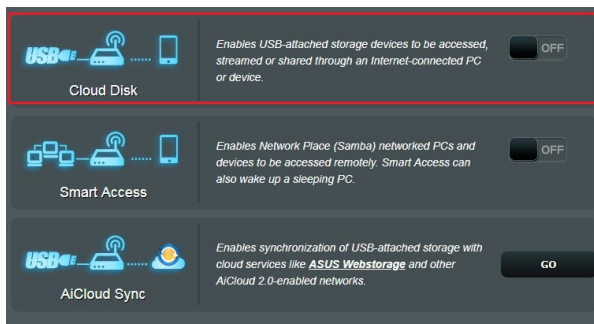 USB
Cloud Disk
Enables USB-attached storage devices to be accessed,
streamed or shared through an Internet-connected PC
or device.
OFF
Smart Access
Enables Network Place (Samba) networked PCs and
devices to be accessed remotely. Smart Access can
also wake up a sleeping PC.
OFF
USB
AiCloud Sync
Enables synchronization of USB-attached storage with
cloud services like ASUS Webstorage and other
AiCloud 2.0-enabled networks.
GO